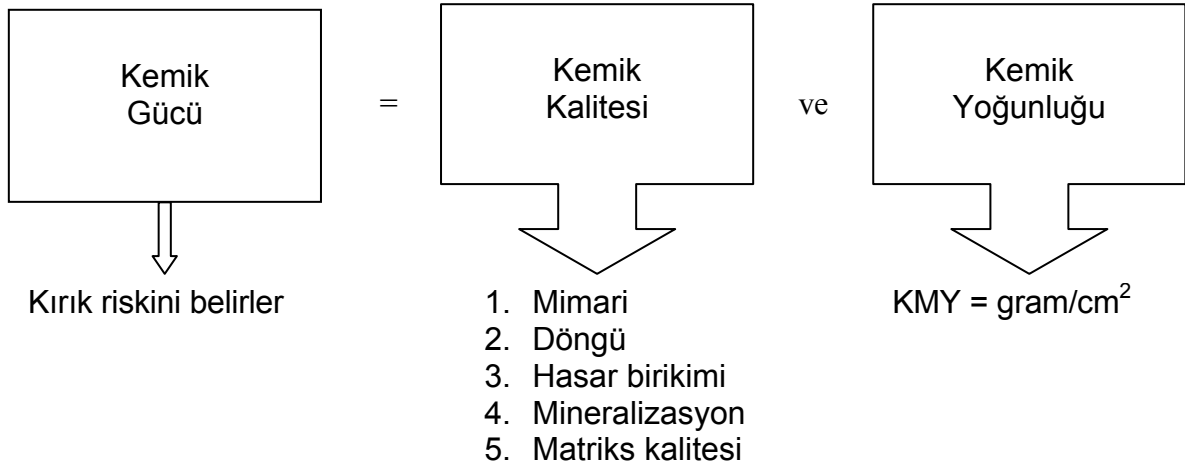 Kemik
Gücü
=
Kemik
Kalitesi
ve
Kemik
Yoğunluğu
Kırık riskini belirler
1. Mimari
2. Döngü
3. Hasar birikimi
4. Mineralizasyon
5. Matriks kalitesi
KMY = gram/cm²